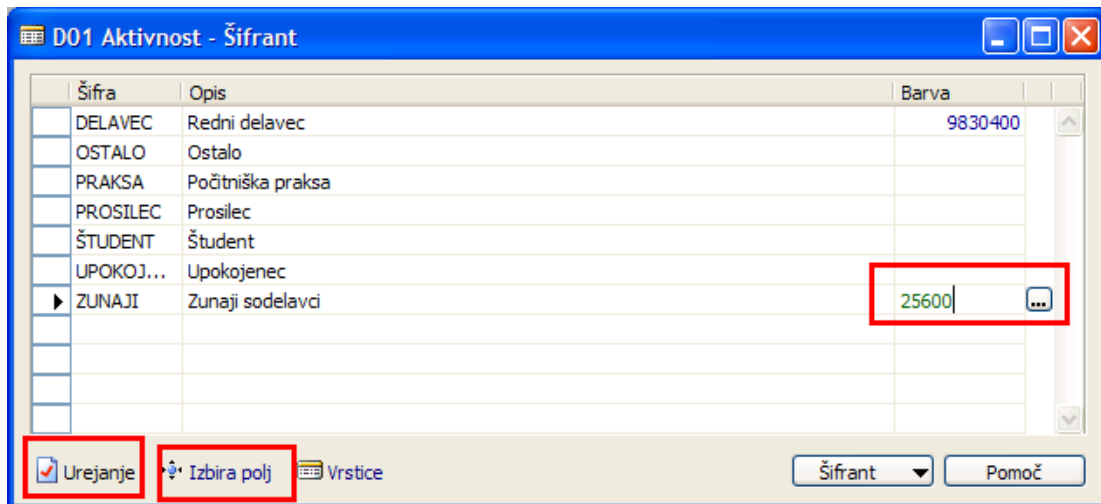 D01 Aktivnost - Šifrant
Šifra Opis Barva
DELAVEC Redni delavec 9830400
OSTALO Ostalo
PRAKSA Počitniška praksa
PROSILEC Prosilec
ŠTUDENT Študent
UPOKOJ... Upokojenec
ZUNAJI Zunaji sodelavci 25600 ...
Urejanje Izbira polj Vrstice Šifrant Pomoč